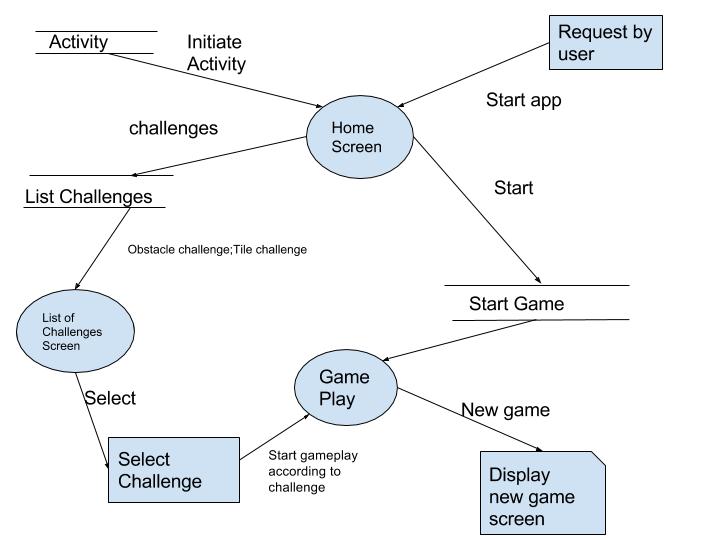 Activity
Initiate
Activity
Request by
user
Start app
challenges
Home
Screen
Start
List Challenges
Obstacle challenge;Tile challenge
Start Game
List of
Challenges
Screen
Game
Play
Select
New game
Select
Challenge
Start gameplay
according to
challenge
Display
new game
screen